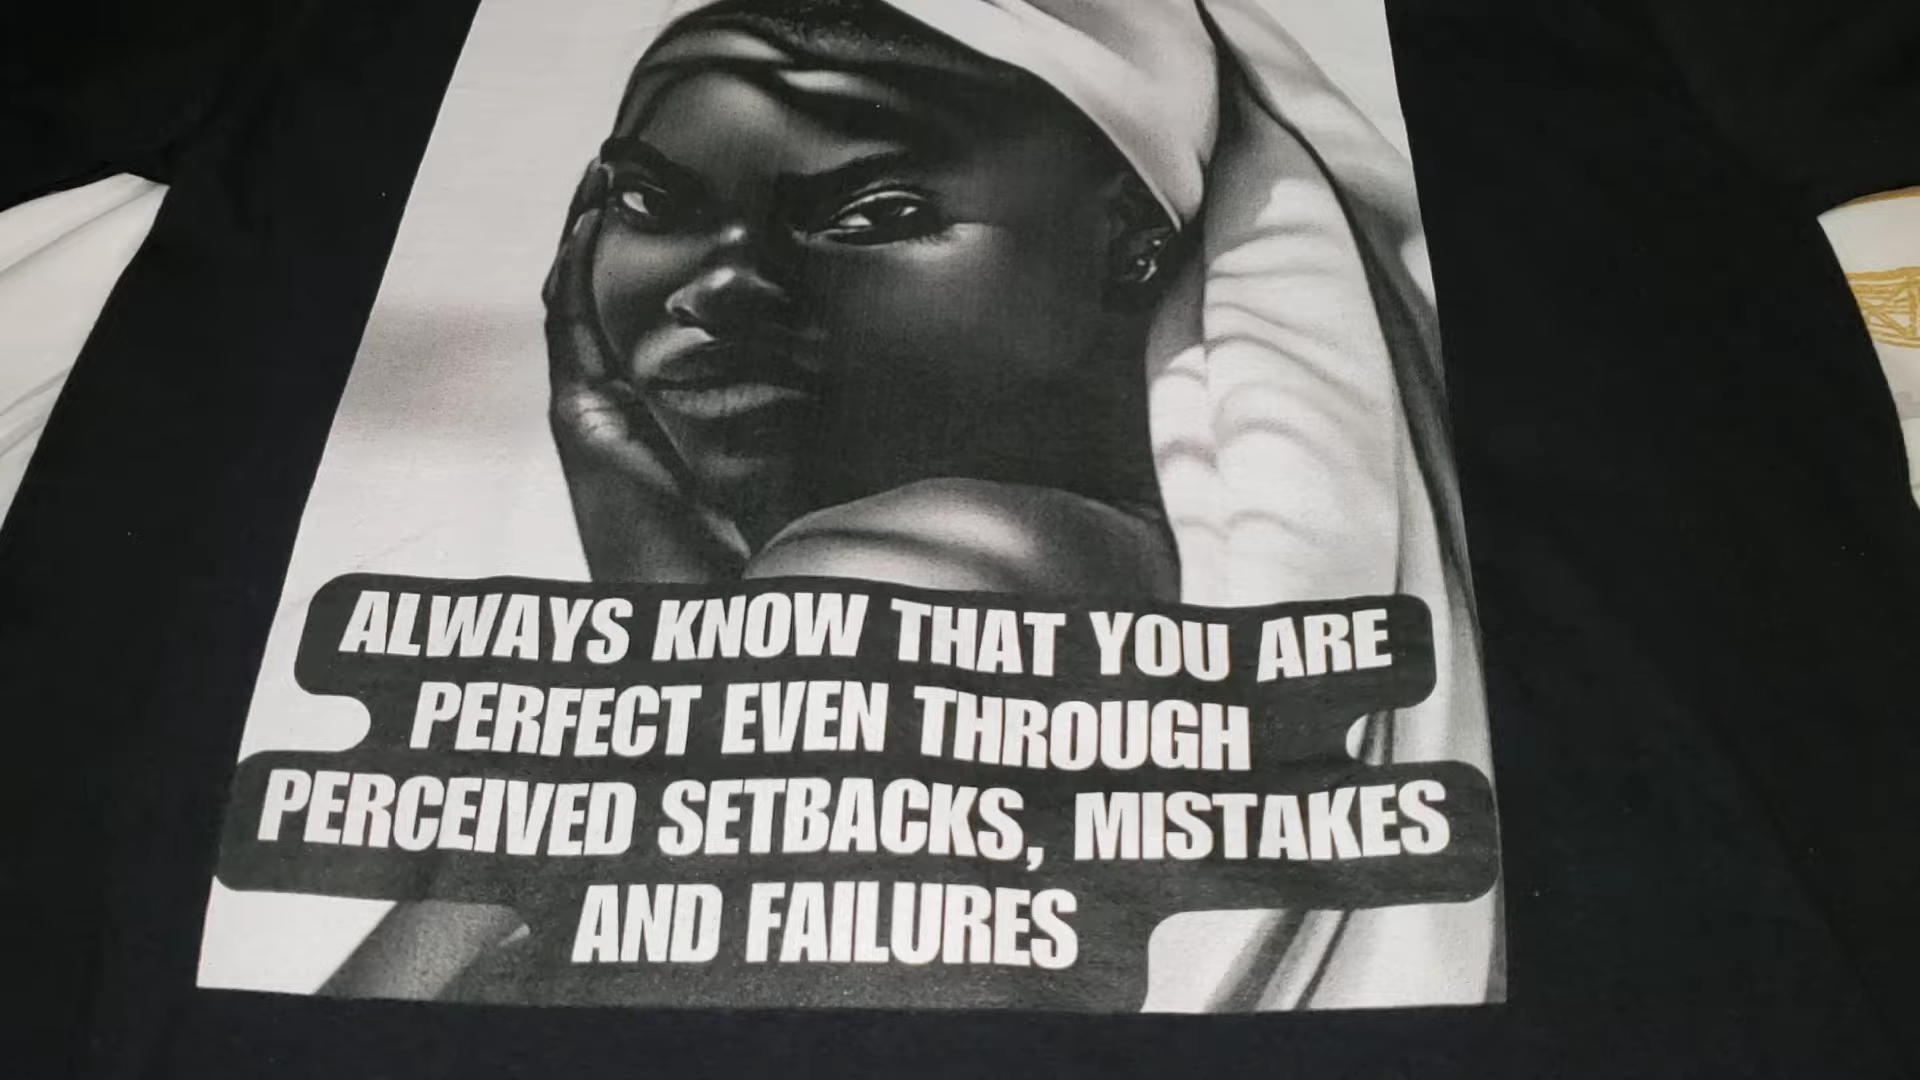 ALWAYS KNOW THAT YOU ARE
PERFECT EVEN THROUGH
PERCEIVED SETBACKS, MISTAKES
AND FAILURES